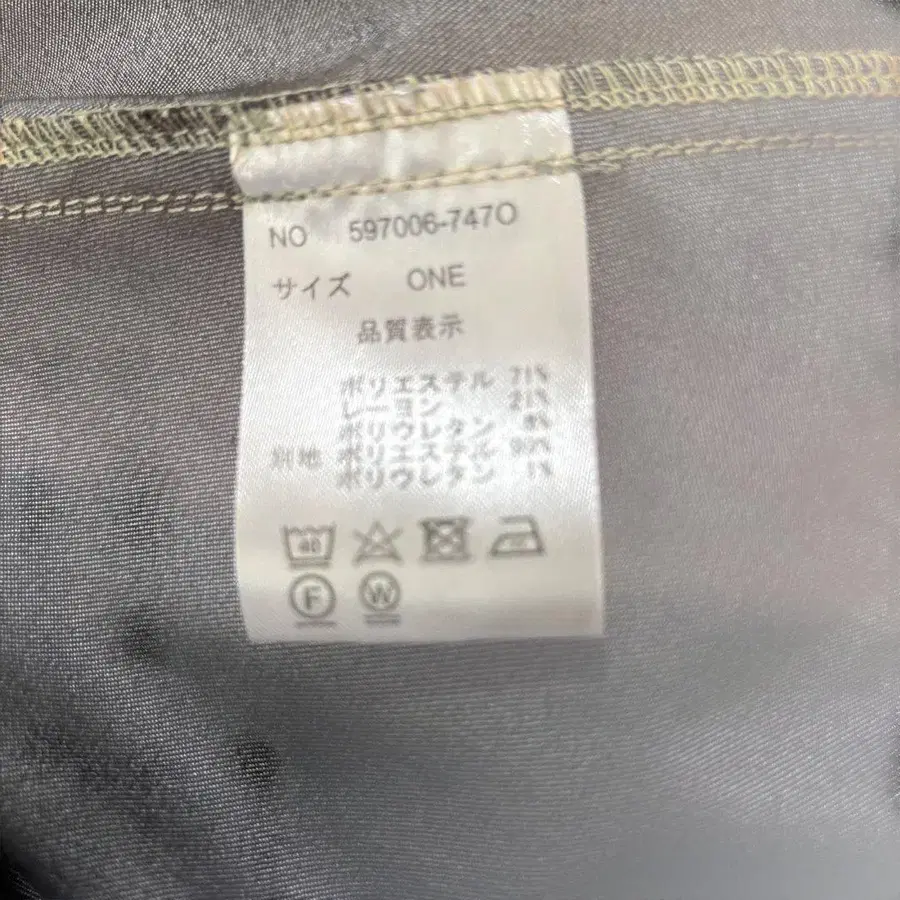 NO 597006-7470
サイズ ONE
品質表示
ポリエステル 71%
レーヨン 21%
ポリウレタン 8%
別地 ポリエステル
ポリウレタン 1%
40
F W